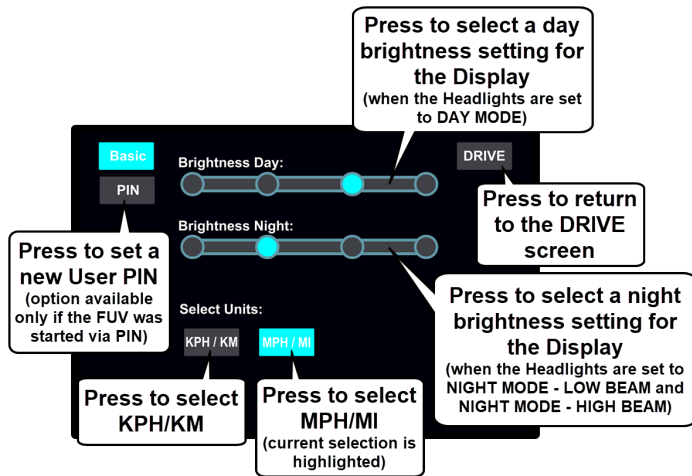 Press to select a day
brightness setting for
the Display
(when the Headlights are set
to DAY MODE)
Basic
PIN
Brightness Day:
DRIVE
Press to return
to the DRIVE
screen
Brightness Night:
Press to set a
new User PIN
(option available
only if the FUV was
started via PIN)
Press to select a night
brightness setting for
the Display
(when the Headlights are set to
NIGHT MODE - LOW BEAM and
NIGHT MODE - HIGH BEAM)
Select Units:
KPH / KM
MPH / MI
Press to select
KPH/KM
Press to select
MPH/MI
(current selection is
highlighted)